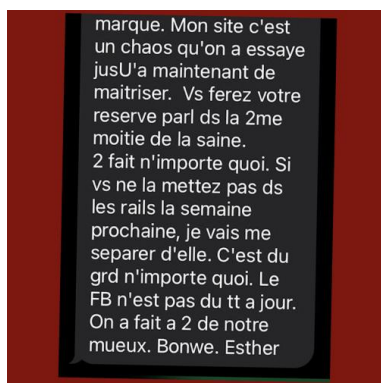 marque. Mon site c'est
un chaos qu'on a essaye
jusU'a maintenant de
maitriser. Vs ferez votre
reserve parl ds la 2me
moitie de la saine.
2 fait n'importe quoi. Si
vs ne la mettez pas ds
les rails la semaine
prochaine, je vais me
separer d'elle. C'est du
grd n'importe quoi. Le
FB n'est pas du tt a jour.
On a fait a 2 de notre
mueux. Bonwe. Esther